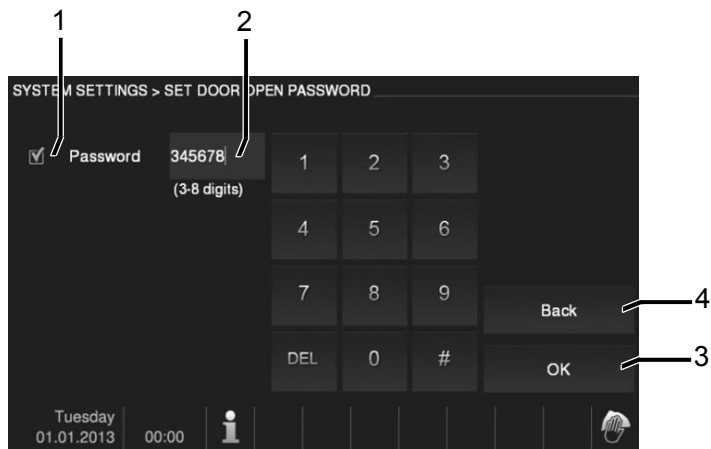 1 2
SYSTEM SETTINGS > SET DOOR OPEN PASSWORD
Password 345678
(3-8 digits)
1 2 3
4 5 6
7 8 9
DEL 0 #
Back
4
OK
3
Tuesday
01.01.2013 00:00 i